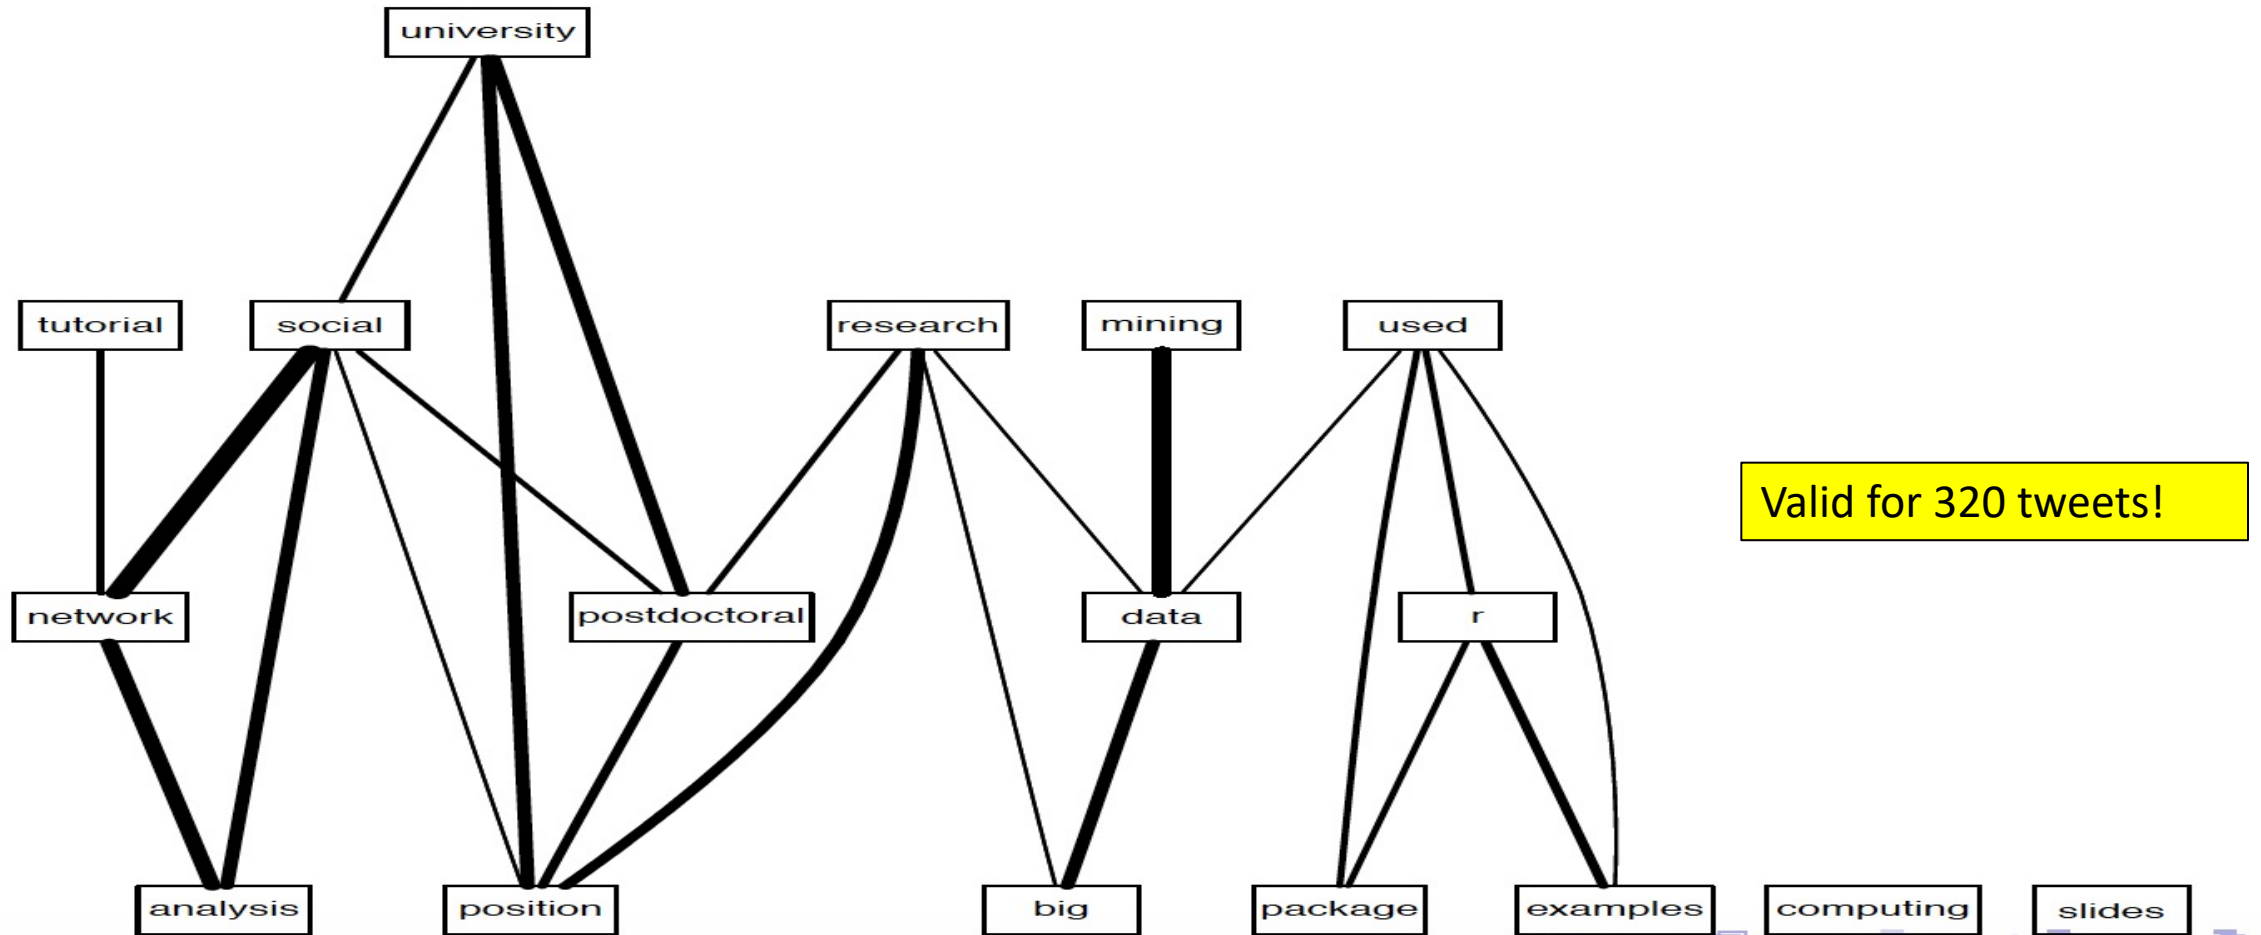 university
tutorial
social
research
mining
used
Valid for 320 tweets!
network
postdoctoral
data
r
analysis
position
big
package
examples
computing
slides